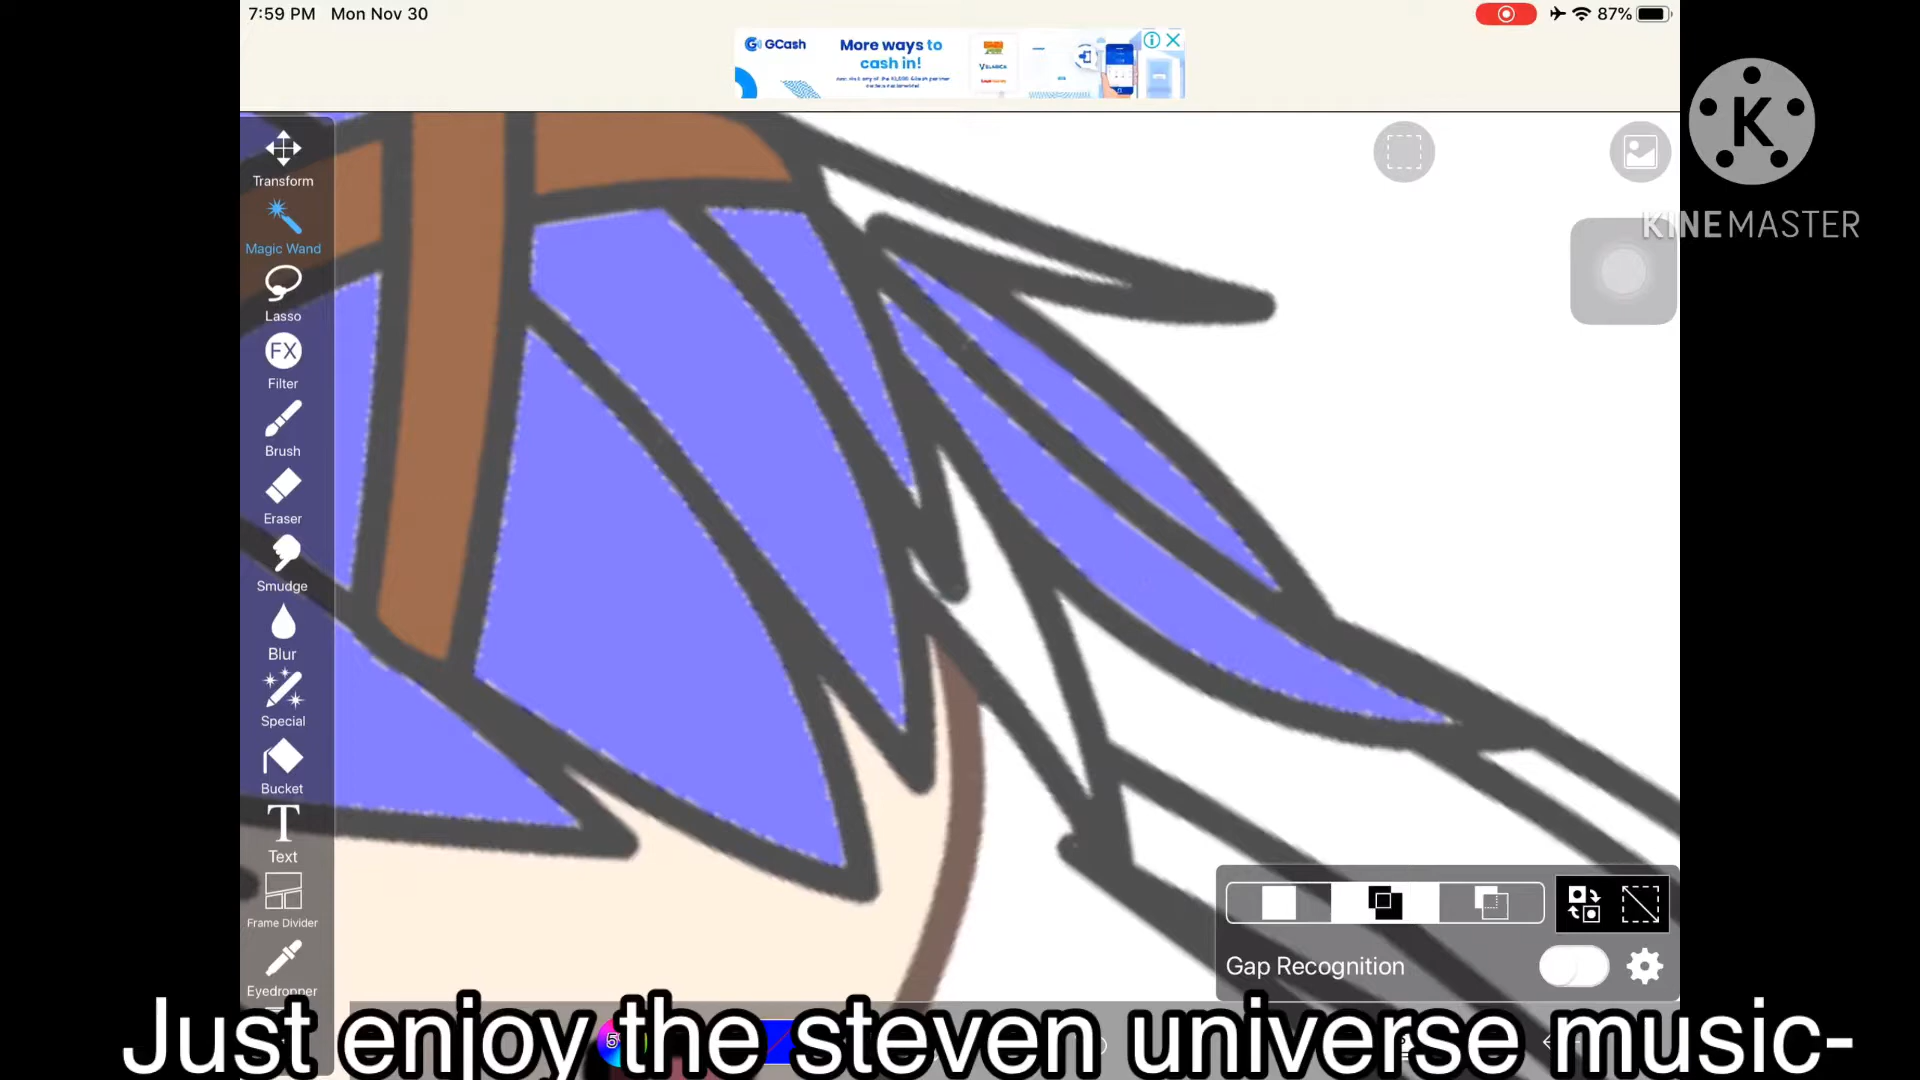 7:59 PM Mon Nov 30
87%
GCash
More ways to
cash in!
Transform
Magic Wand
Lasso
FX
Filter
Brush
Eraser
Smudge
Blur
Special
Bucket
T
Text
Frame Divider
Eyedropper
K
KINEMASTER
Gap Recognition
Just enjoy the steven universe music-